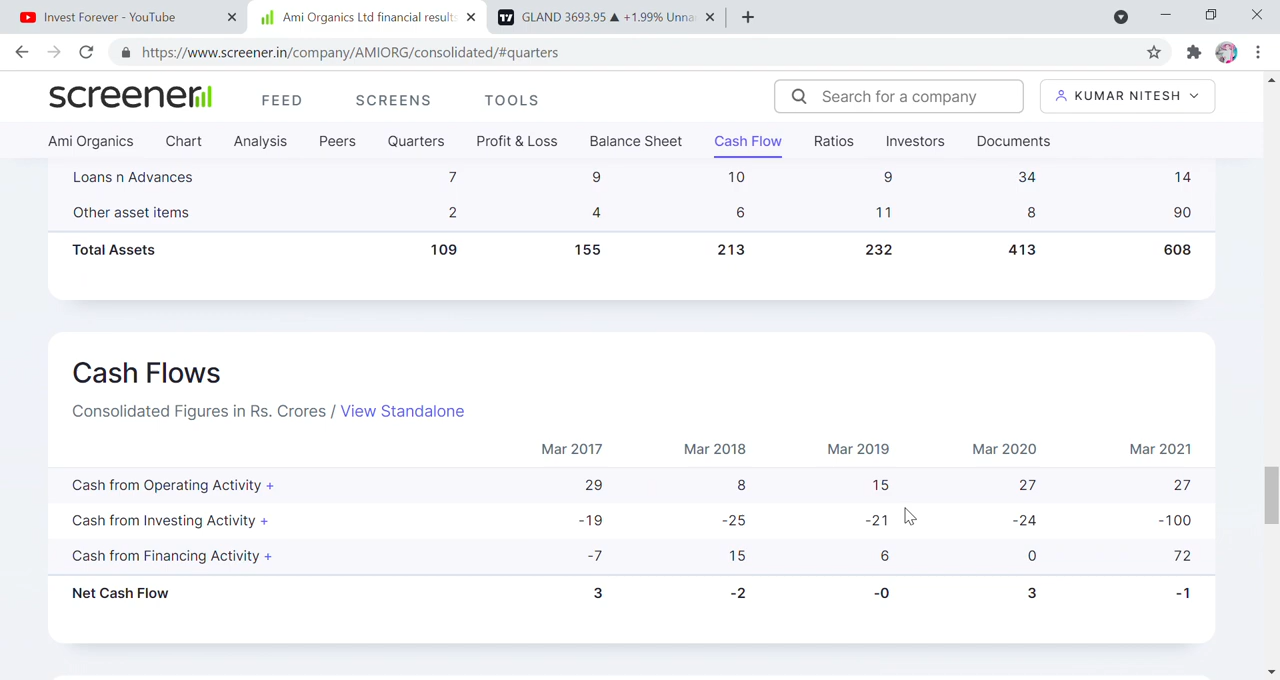 Invest Forever - YouTube
Ami Organics Ltd financial results
GLAND 3693.95 ▲ +1.99% Unna
https://www.screener.in/company/AMIORG/consolidated/#quarters
screener
FEED SCREENS TOOLS
Search for a company
KUMAR NITESH
Ami Organics Chart Analysis Peers Quarters Profit & Loss Balance Sheet Cash Flow Ratios Investors Documents
Loans n Advances 7 9 10 9 34 14
Other asset items 2 4 6 11 8 90
Total Assets 109 155 213 232 413 608
Cash Flows
Consolidated Figures in Rs. Crores / View Standalone
Mar 2017 Mar 2018 Mar 2019 Mar 2020 Mar 2021
Cash from Operating Activity + 29 8 15 27 27
Cash from Investing Activity + -19 -25 -21 -24 -100
Cash from Financing Activity + -7 15 6 0 72
Net Cash Flow 3 -2 -0 3 -1